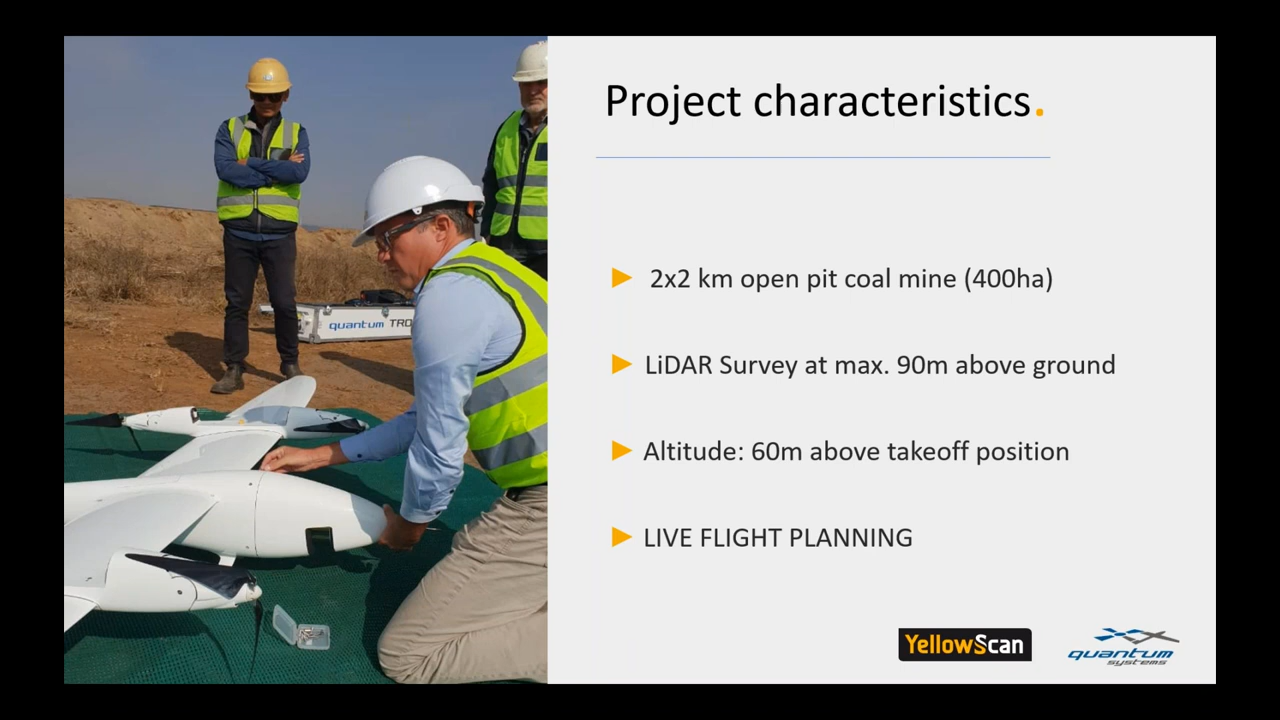 Project characteristics.
2x2 km open pit coal mine (400ha)
LiDAR Survey at max. 90m above ground
Altitude: 60m above takeoff position
LIVE FLIGHT PLANNING
quantum TRO
YellowScan
quantum
systems